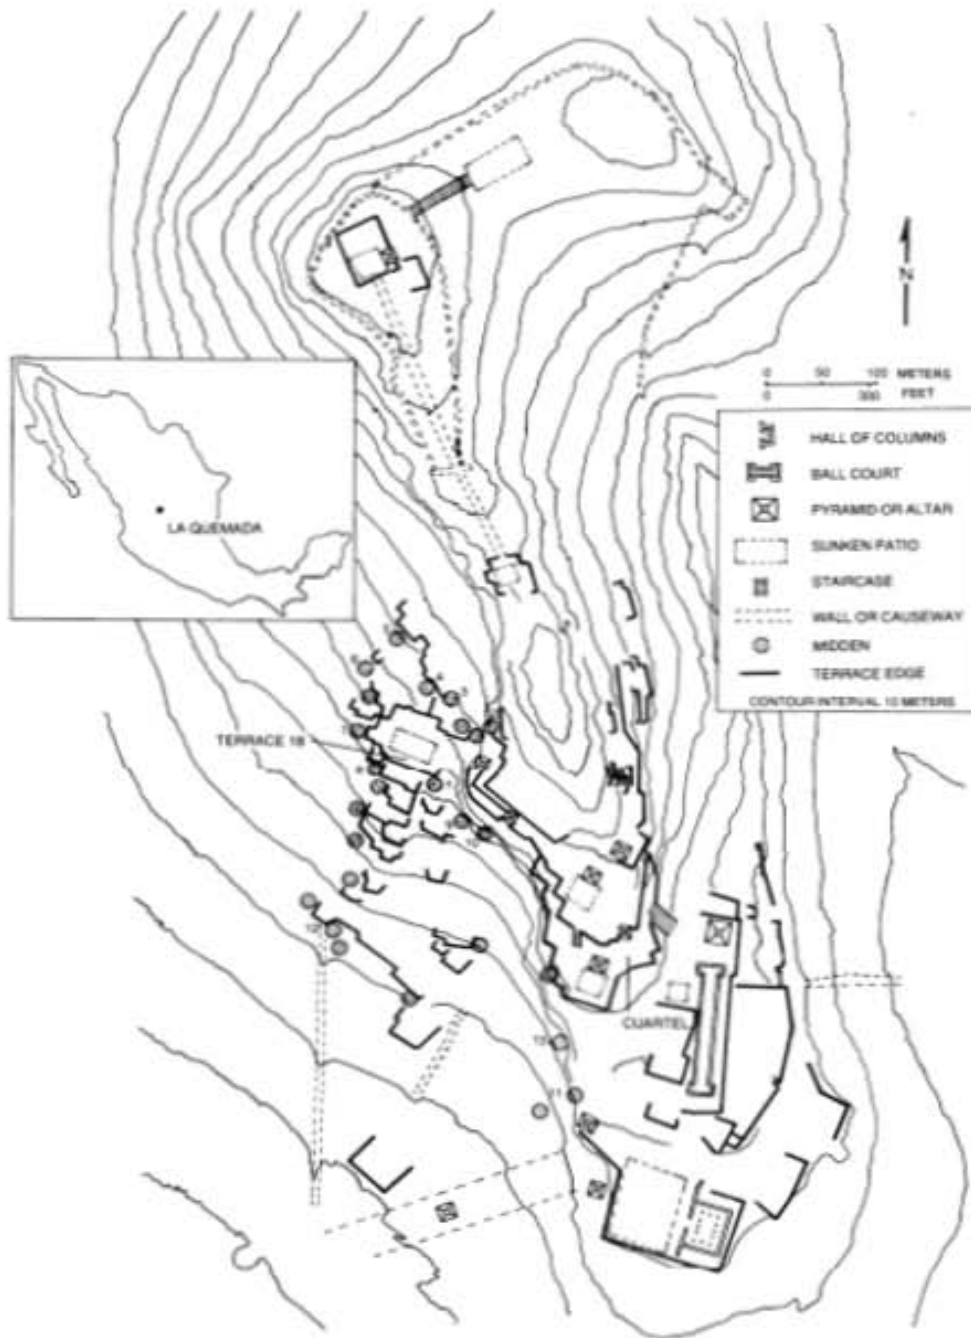 N
0 50 100 METERS
0 300 FEET
HALL OF COLUMNS
BALL COURT
PYRAMID OR ALTAR
SUNKEN PATIO
STAIRCASE
WALL OR CAUSEWAY
MIDDEN
TERRACE EDGE
CONTOUR INTERVAL 10 METERS
LA QUEMADA
TERRACE 18
CUARTEL
11